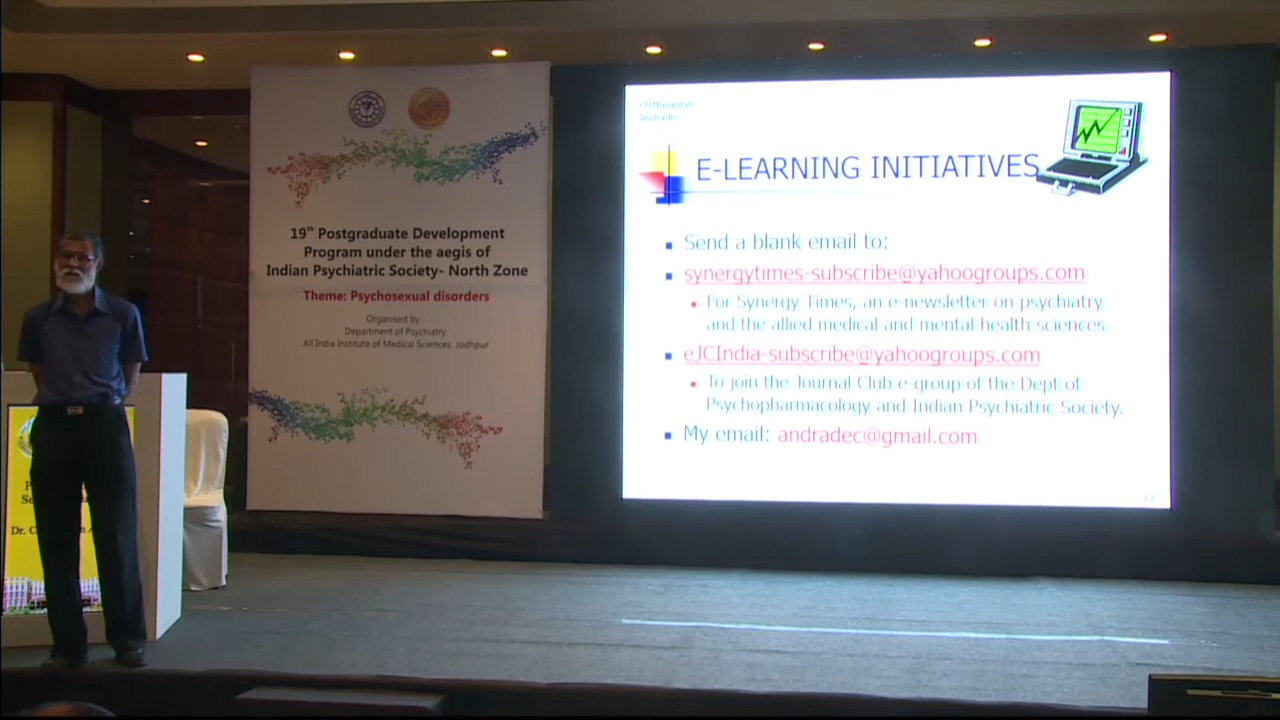 19th Postgraduate Development
Program under the aegis of
Indian Psychiatric Society- North Zone
Theme: Psychosexual disorders
Organised by :
Department of Psychiatry
All India Institute of Medical Sciences, Jodhpur
Chittaranjan
Andrade
E-LEARNING INITIATIVES
Send a blank email to:
synergytimes-subscribe@yahoogroups.com
For Synergy Times, an e-newsletter on psychiatry
and the allied medical and mental health sciences
eJCIndia-subscribe@yahoogroups.com
To join the Journal Club e-group of the Dept of
Psychopharmacology and Indian Psychiatric Society.
My email: andradec@gmail.com
Dr. C